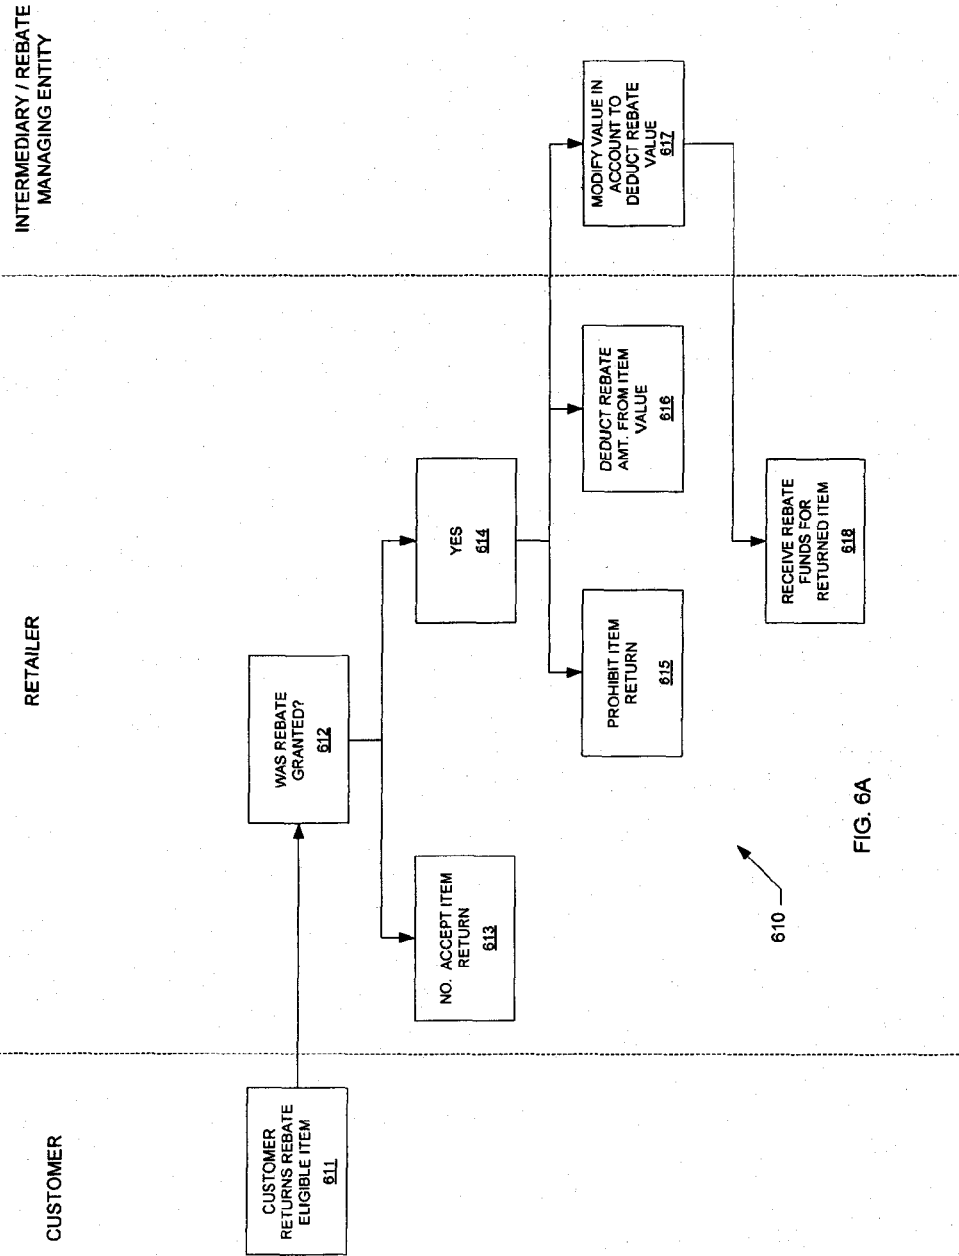 CUSTOMER
RETAILER
INTERMEDIARY / REBATE
MANAGING ENTITY
CUSTOMER
RETURNS REBATE
ELIGIBLE ITEM
611
WAS REBATE
GRANTED?
612
NO. ACCEPT ITEM
RETURN
613
YES
614
PROHIBIT ITEM
RETURN
615
DEDUCT REBATE
AMT. FROM ITEM
VALUE
616
MODIFY VALUE IN
ACCOUNT TO
DEDUCT REBATE
VALUE
617
RECEIVE REBATE
FUNDS FOR
RETURNED ITEM
618
610
FIG. 6A